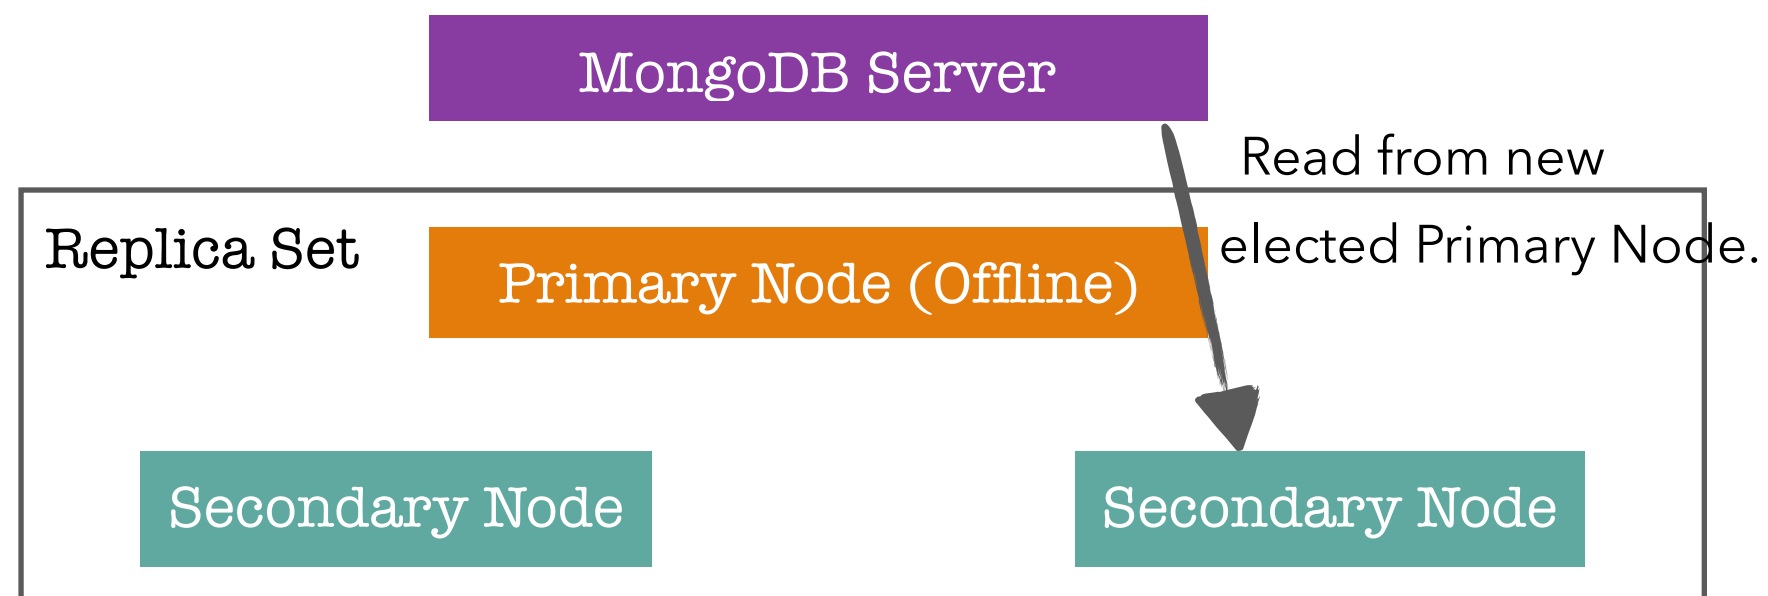 MongoDB Server
Read from new
elected Primary Node.
Replica Set
Primary Node (Offline)
Secondary Node
Secondary Node